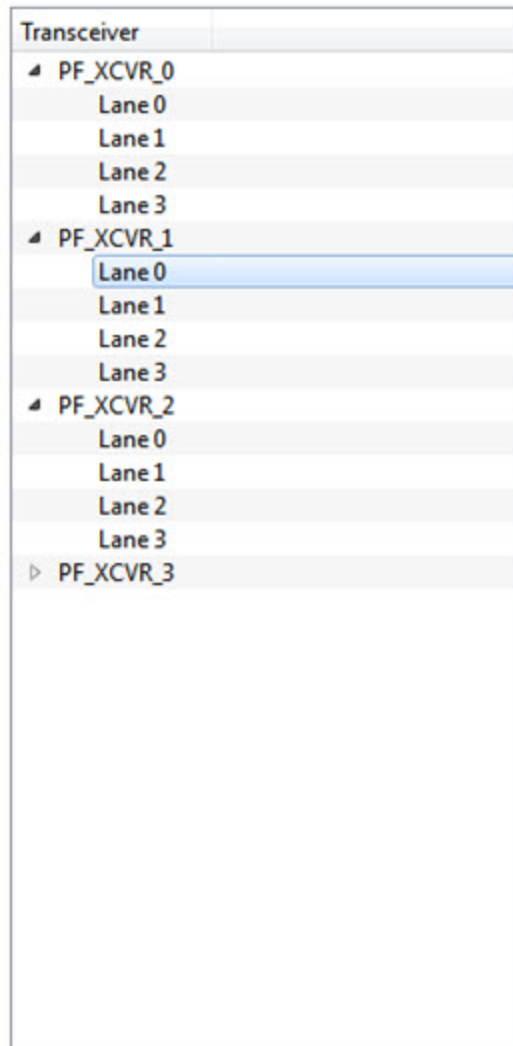 Transceiver
PF_XCVR_0
Lane 0
Lane 1
Lane 2
Lane 3
PF_XCVR_1
Lane 0
Lane 1
Lane 2
Lane 3
PF_XCVR_2
Lane 0
Lane 1
Lane 2
Lane 3
PF_XCVR_3